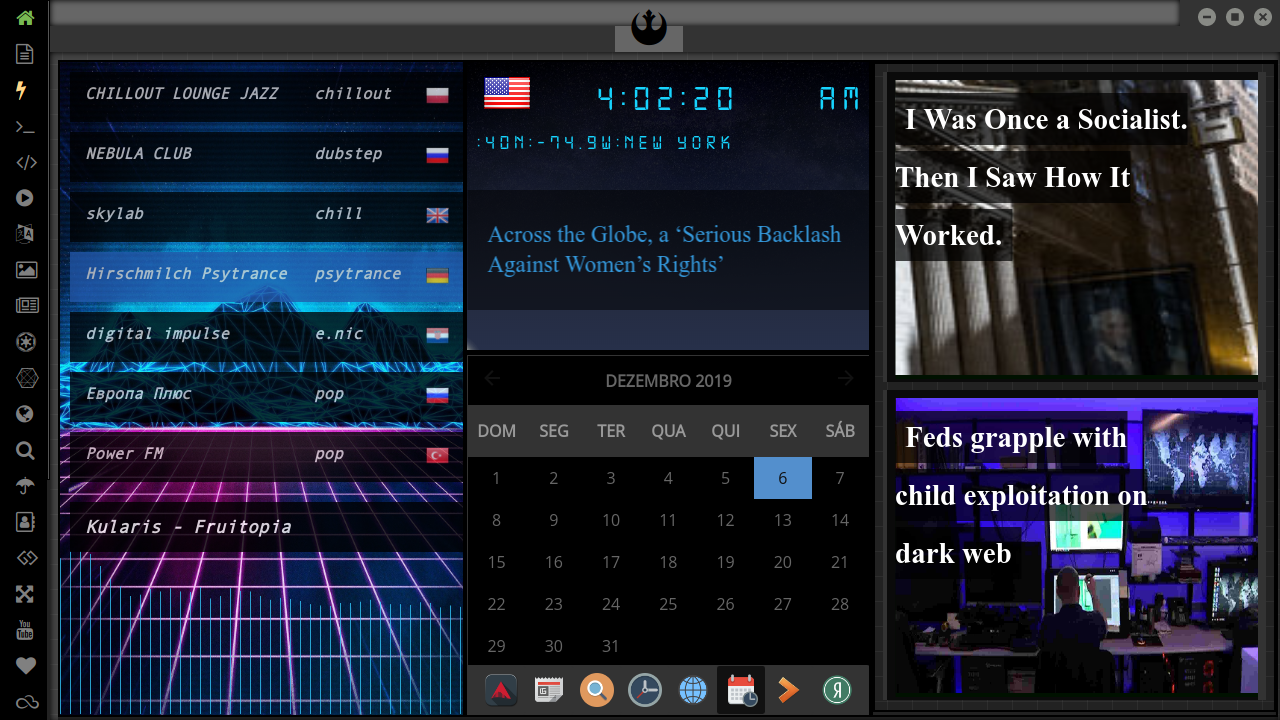 CHILLOUT LOUNGE JAZZ chillout
NEBULA CLUB dubstep
skylab chill
Hirschmilch Psytrance psytrance
digital impulse e.nic
Европа Плюс pop
Power FM pop
Kularis - Fruitopia
4:02:20 AM
:40N:-74.9W:NEW YORK
Across the Globe, a ‘Serious Backlash
Against Women’s Rights’
DEZEMBRO 2019
DOM SEG TER QUA QUI SEX SÁB
1 2 3 4 5 6 7
8 9 10 11 12 13 14
15 16 17 18 19 20 21
22 23 24 25 26 27 28
29 30 31
I Was Once a Socialist.
Then I Saw How It
Worked.
Feds grapple with
child exploitation on
dark web
You
Tube